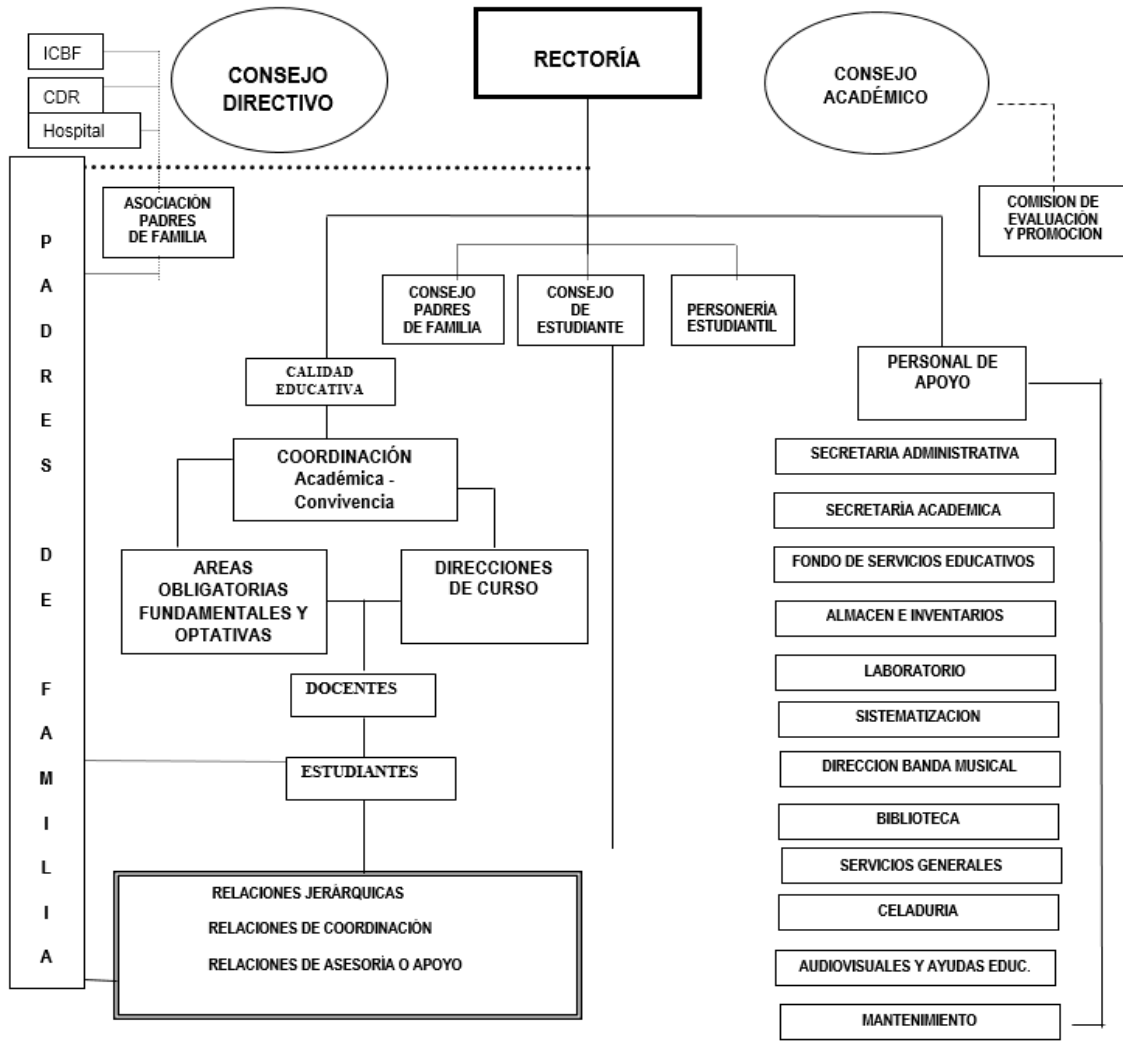 ICBF
CDR
Hospital
CONSEJO
DIRECTIVO
RECTORÍA
CONSEJO
ACADÉMICO
ASOCIACIÓN
PADRES
DE FAMILIA
COMISION DE
EVALUACIÓN
Y PROMOCION
CONSEJO
PADRES
DE FAMILIA
CONSEJO
DE
ESTUDIANTE
PERSONERÍA
ESTUDIANTIL
CALIDAD
EDUCATIVA
PERSONAL DE
APOYO
COORDINACIÓN
Académica -
Convivencia
AREAS
OBLIGATORIAS
FUNDAMENTALES Y
OPTATIVAS
DIRECCIONES
DE CURSO
DOCENTES
ESTUDIANTES
PADRES DE FAMILIA
RELACIONES JERÁRQUICAS
RELACIONES DE COORDINACIÓN
RELACIONES DE ASESORÍA O APOYO
SECRETARIA ADMINISTRATIVA
SECRETARÍA ACADEMICA
FONDO DE SERVICIOS EDUCATIVOS
ALMACEN E INVENTARIOS
LABORATORIO
SISTEMATIZACION
DIRECCION BANDA MUSICAL
BIBLIOTECA
SERVICIOS GENERALES
CELADURIA
AUDIOVISUALES Y AYUDAS EDUC.
MANTENIMIENTO